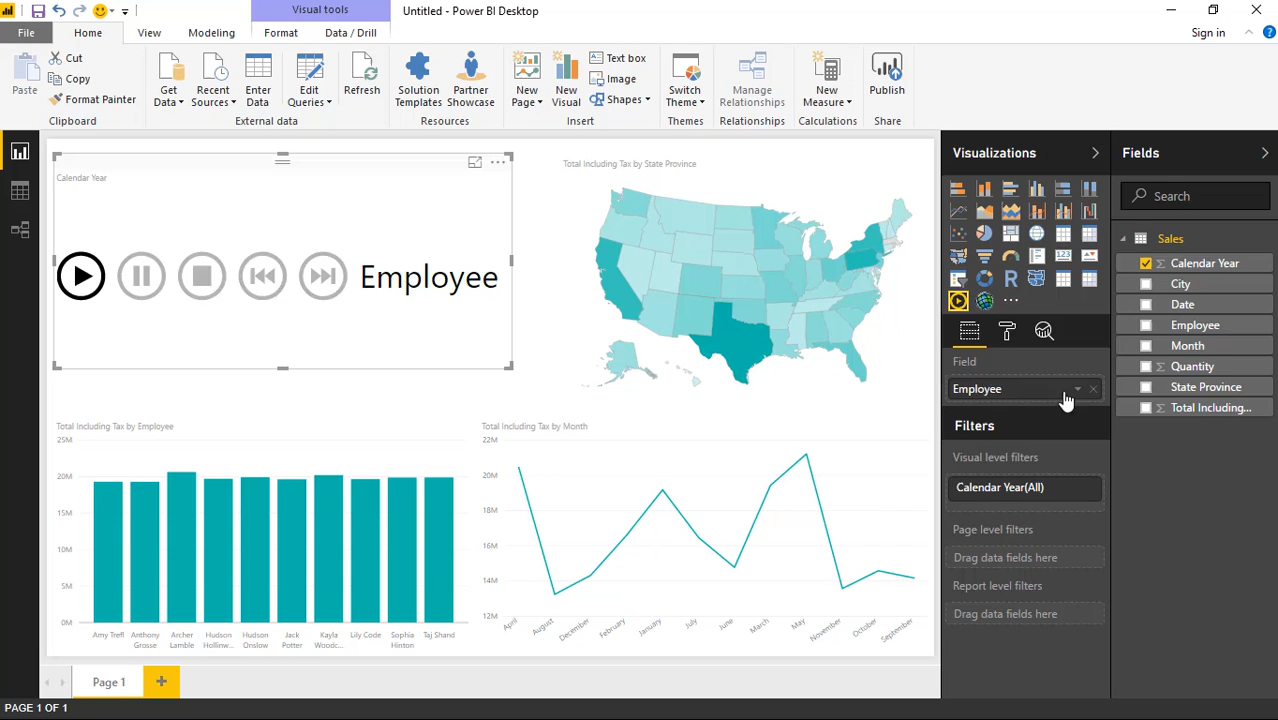 Visual tools
Untitled - Power BI Desktop
File
Home
View
Modeling
Format
Data / Drill
Sign in
Paste
Cut
Copy
Format Painter
Clipboard
Get
Data
Recent
Sources
Enter
Data
Edit
Queries
Refresh
External data
Solution
Templates
Partner
Showcase
Resources
New
Page
New
Visual
Text box
Image
Shapes
Insert
Switch
Theme
Themes
Manage
Relationships
Relationships
New
Measure
Calculations
Publish
Share
Calendar Year
Employee
Total Including Tax by State Province
Total Including Tax by Employee
25M
20M
15M
10M
5M
0M
Amy Trefl
Anthony
Grosse
Archer
Lamble
Hudson
Hollinw...
Hudson
Onslow
Jack
Potter
Kayla
Woodc...
Lily Code
Sophia
Hinton
Taj Shand
Total Including Tax by Month
22M
20M
18M
16M
14M
12M
April
August
December
February
January
July
June
March
May
November
October
September
Visualizations
R
123
Field
Employee
Filters
Visual level filters
Calendar Year(All)
Page level filters
Drag data fields here
Report level filters
Drag data fields here
Fields
Search
Sales
Σ Calendar Year
City
Date
Employee
Month
Σ Quantity
State Province
Σ Total Including...
Page 1
PAGE 1 OF 1